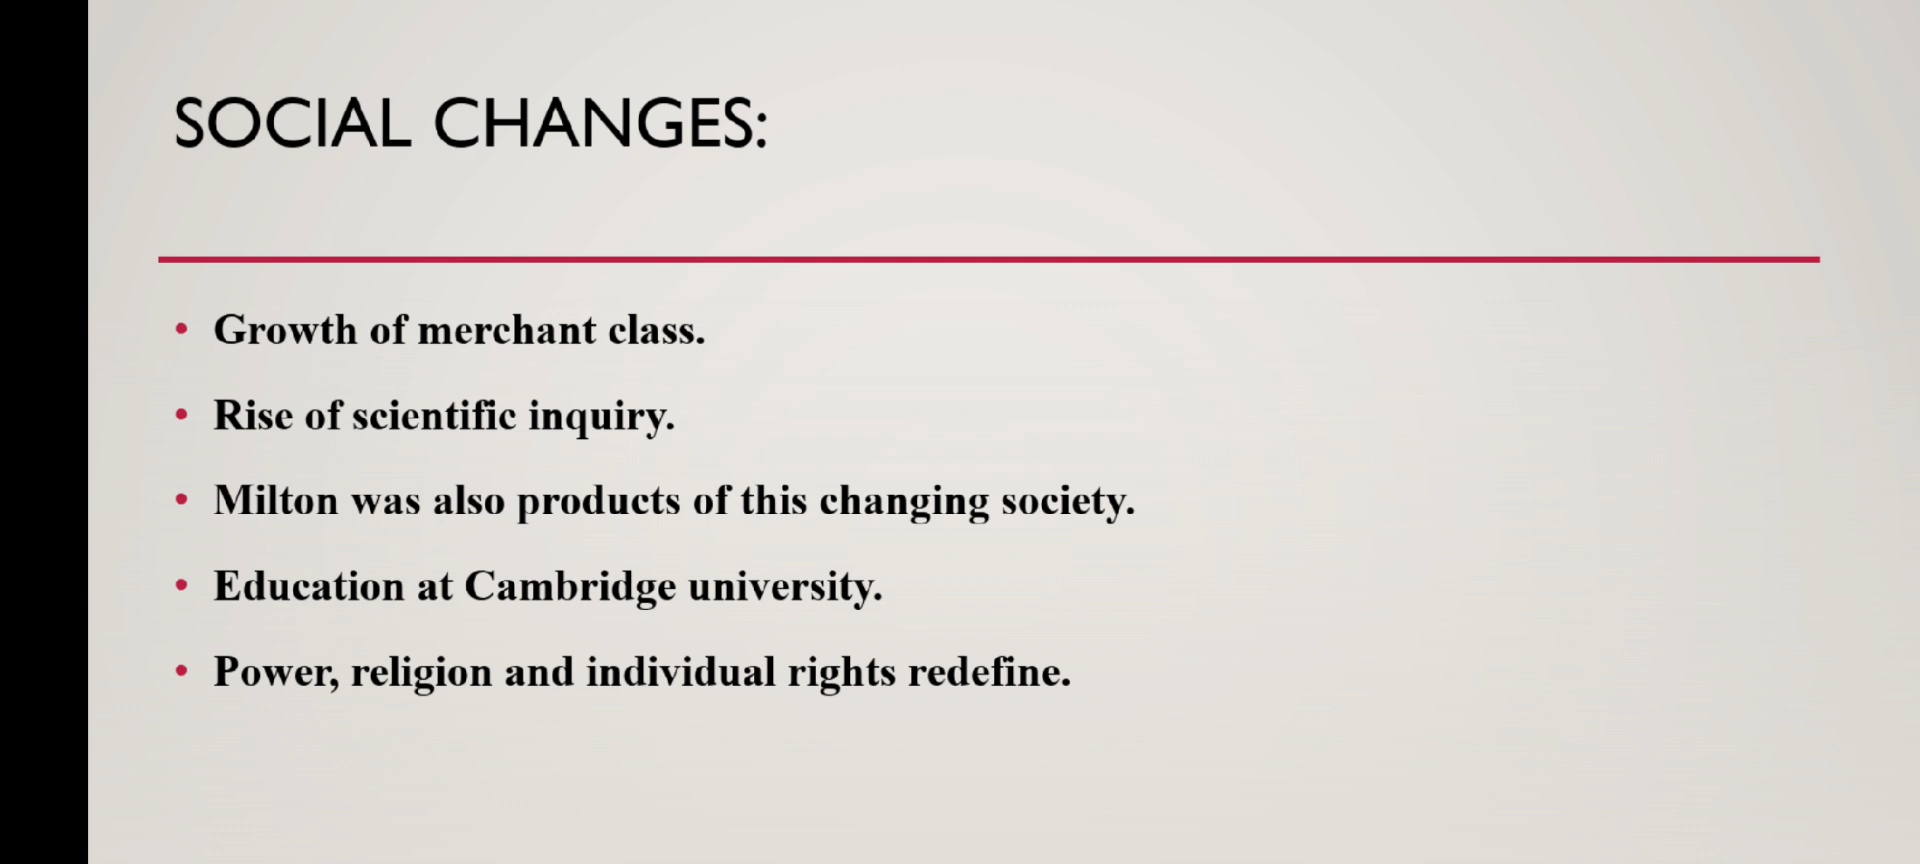 SOCIAL CHANGES:
• Growth of merchant class.
• Rise of scientific inquiry.
• Milton was also products of this changing society.
• Education at Cambridge university.
• Power, religion and individual rights redefine.